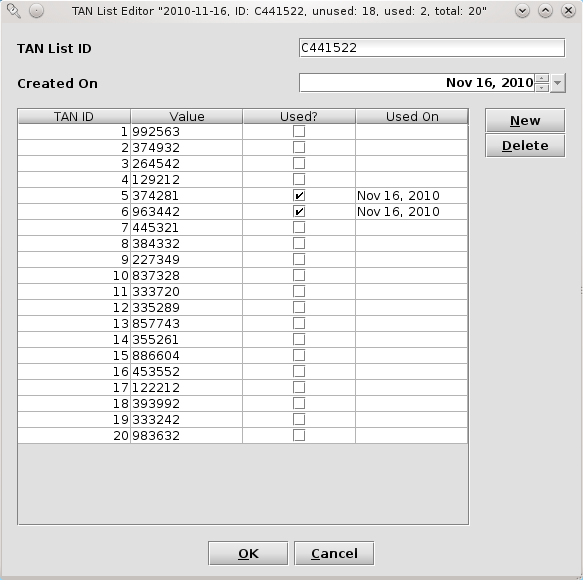 TAN List Editor "2010-11-16, ID: C441522, unused: 18, used: 2, total: 20"
TAN List ID C441522
Created On Nov 16, 2010
TAN ID Value Used? Used On
1 992563
2 374932
3 264542
4 129212
5 374281 Nov 16, 2010
6 963442 Nov 16, 2010
7 445321
8 384332
9 227349
10 837328
11 333720
12 335289
13 857743
14 355261
15 886604
16 453552
17 122212
18 393992
19 333242
20 983632
New
Delete
OK Cancel